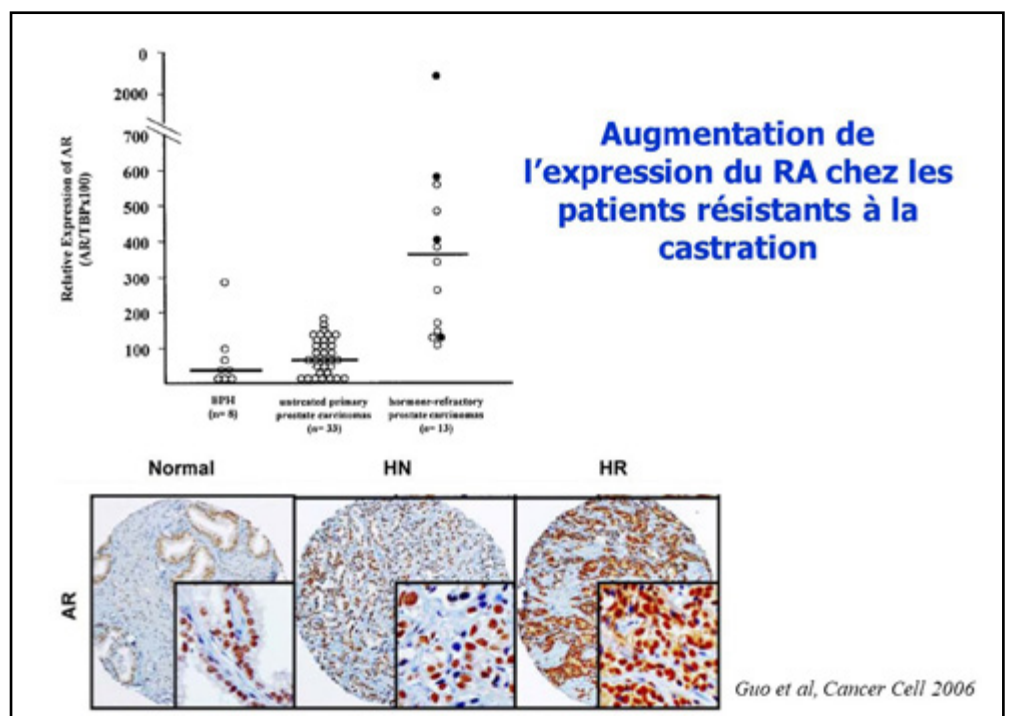 0
2000
700
600
500
400
300
200
100
Relative Expression of AR
(AR/TBPx100)
BPH
(n= 8)
untreated primary
prostate carcinomas
(n= 33)
hormone-refractory
prostate carcinomas
(n= 13)
Augmentation de
l'expression du RA chez les
patients résistants à la
castration
Normal
HN
HR
AR
Guo et al, Cancer Cell 2006